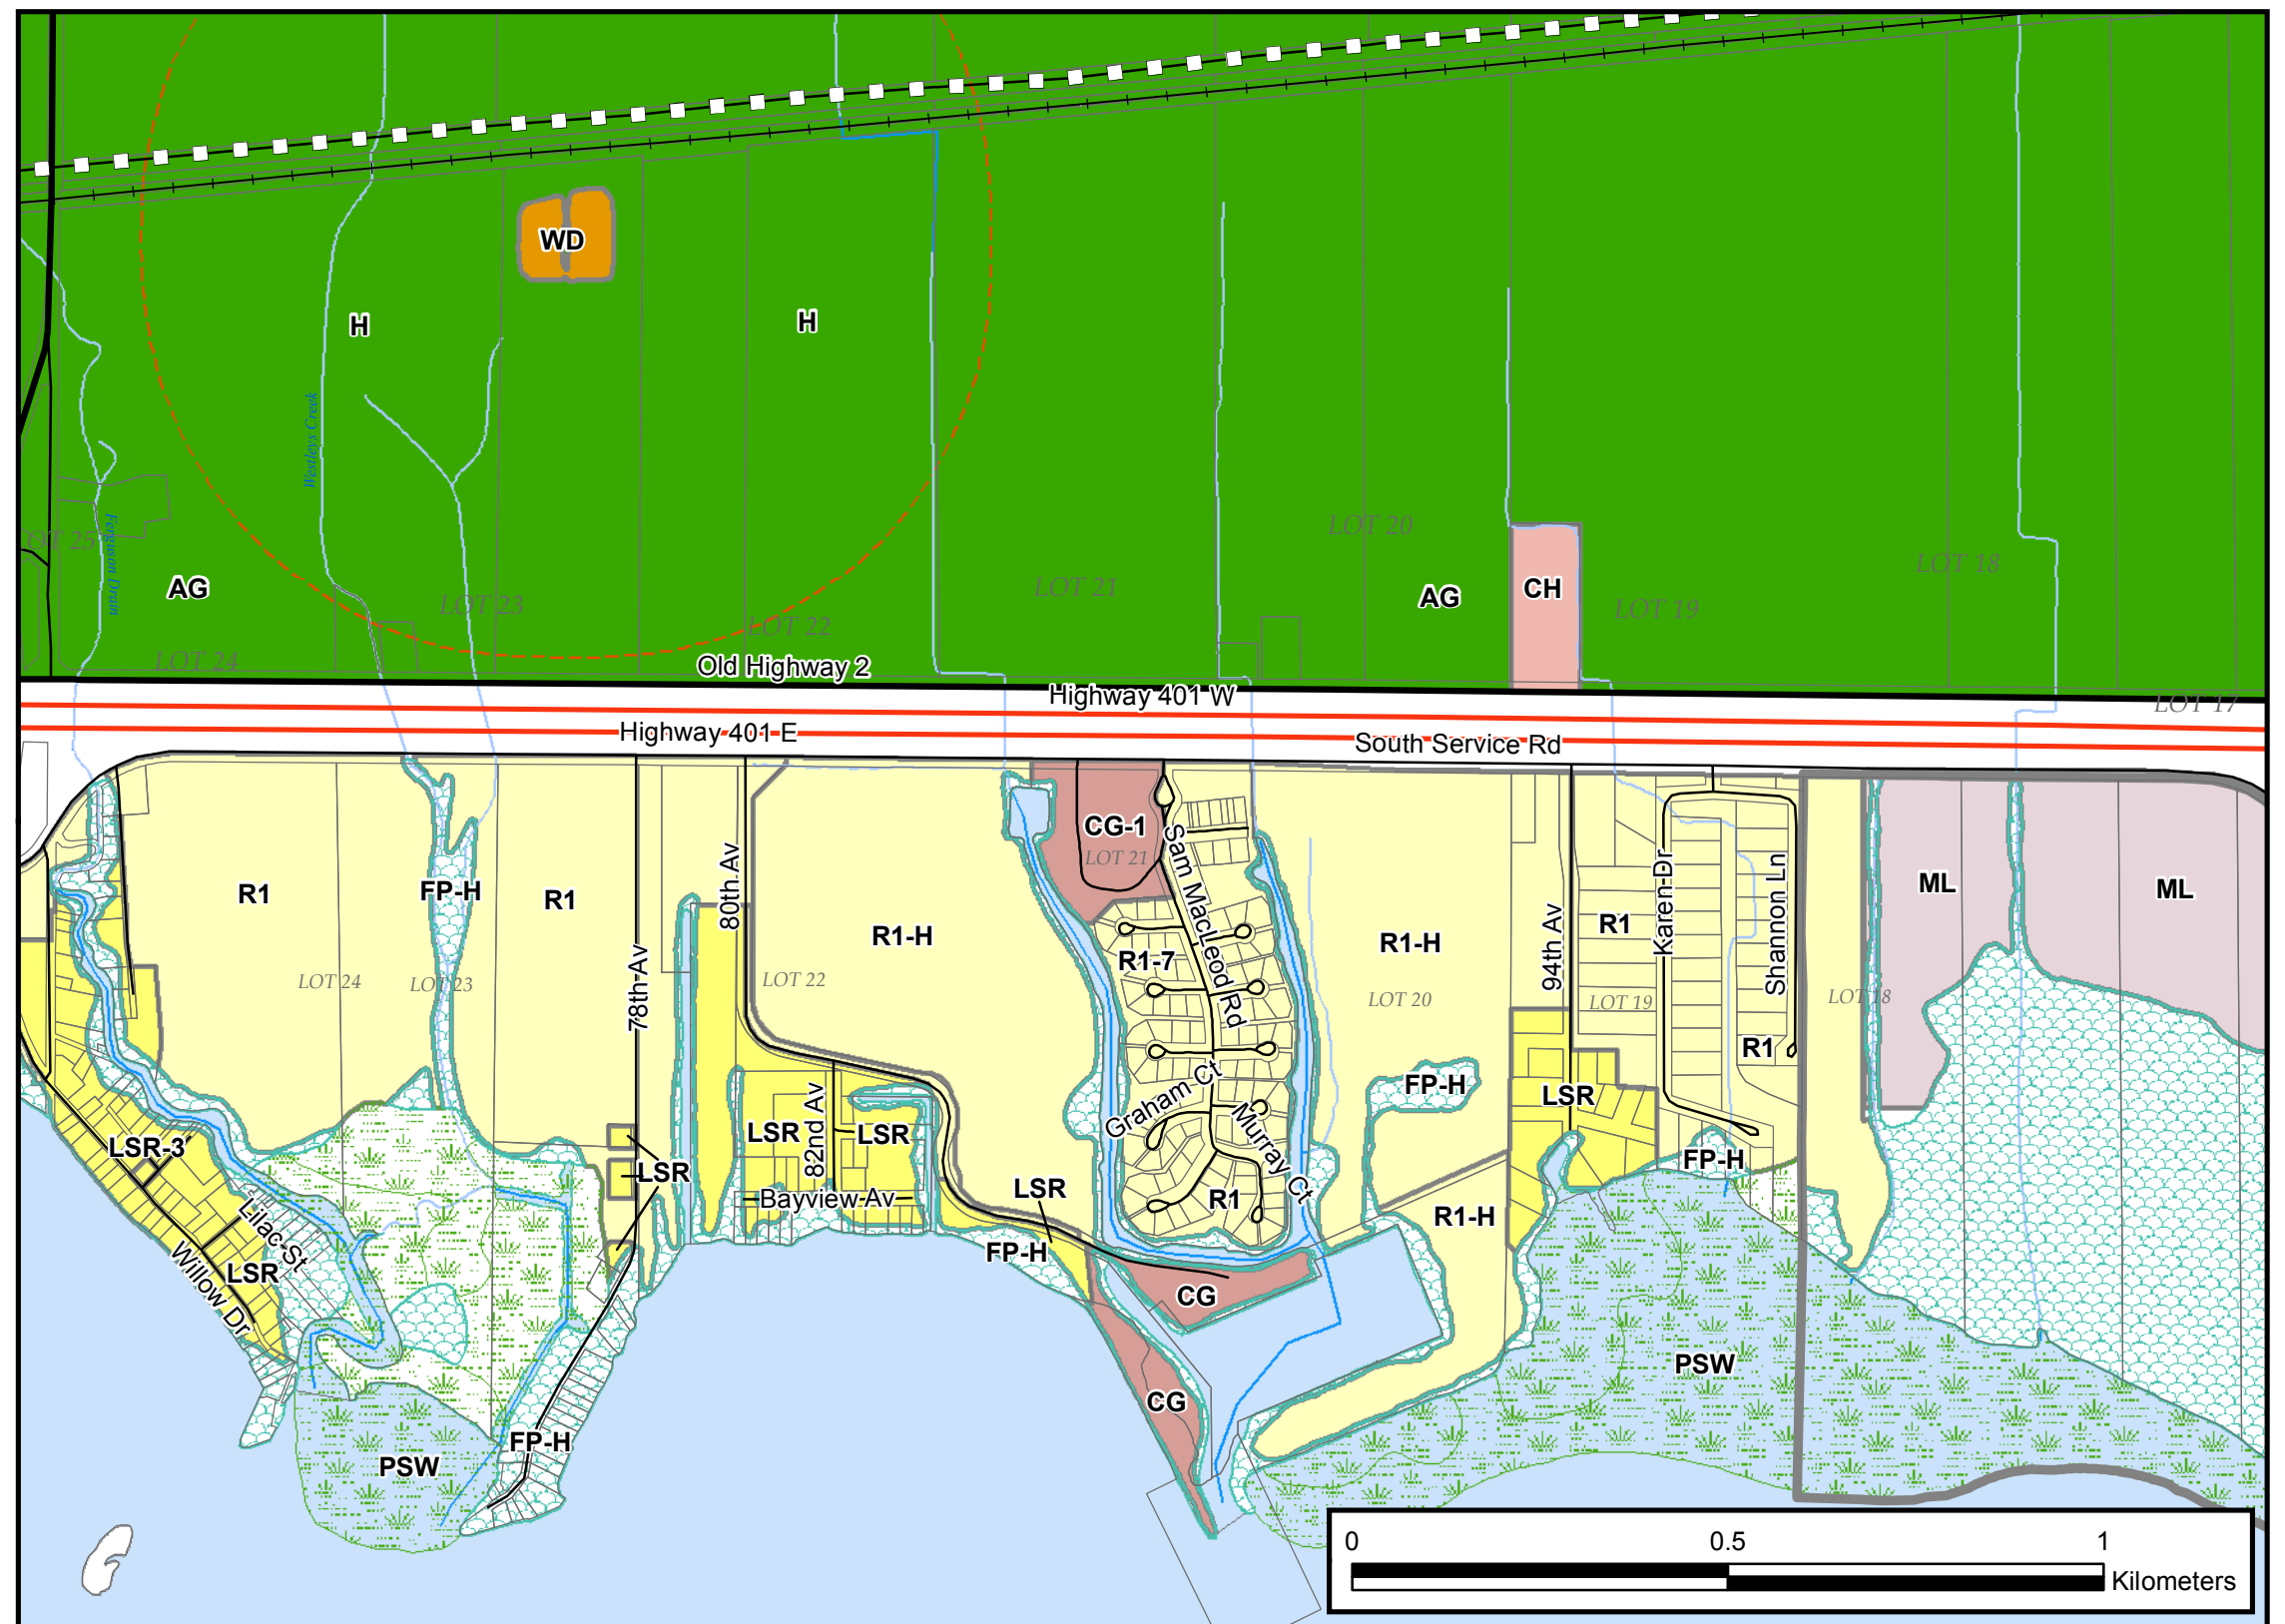 WD
H
H
Westleys Creek
Ferguson Drain
LOT 25
LOT 20
LOT 18
LOT 21
AG
AG
CH
LOT 23
LOT 19
LOT 22
LOT 24
Old Highway 2
Highway 401 W
LOT 17
Highway 401 E
South Service Rd
CG-1
LOT 21
Sam MacLeod Rd
80th Av
R1
FP-H
R1
R1-H
R1-7
R1-H
94th Av
R1
Karen Dr
Shannon Ln
ML
ML
78th Av
LOT 24
LOT 23
LOT 22
LOT 20
LOT 19
LOT 18
R1
Graham Ct
FP-H
LSR
82nd Av
LSR
LSR
LSR-3
Murray Ct
LSR
FP-H
Bayview Av
LSR
R1
R1-H
Lilac St
Willow Dr
LSR
FP-H
CG
PSW
CG
FP-H
PSW
0
0.5
1
Kilometers